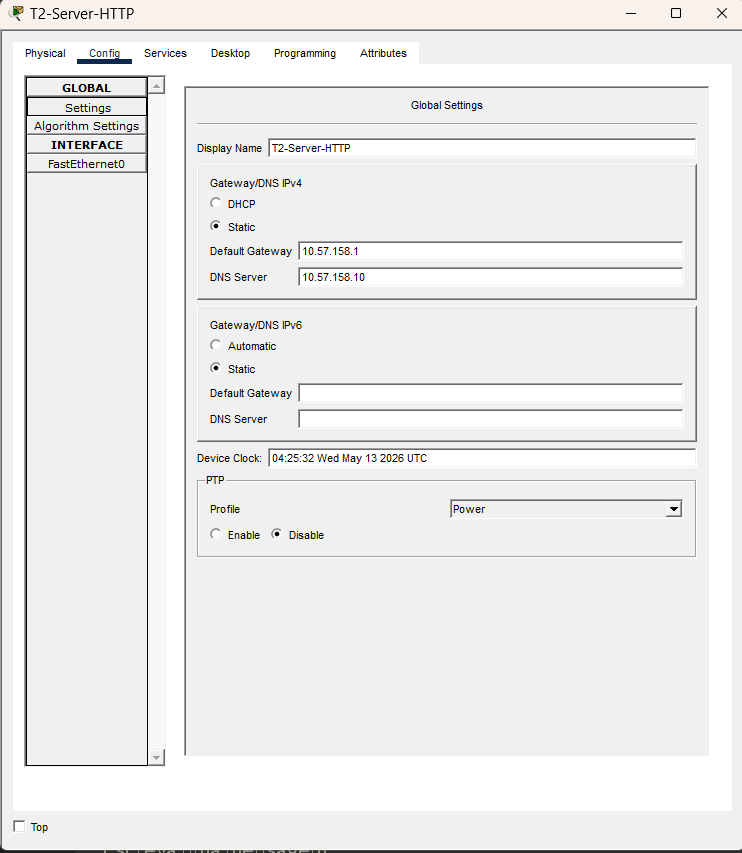 T2-Server-HTTP
Physical Config Services Desktop Programming Attributes
GLOBAL
Settings
Algorithm Settings
INTERFACE
FastEthernet0
Global Settings
Display Name T2-Server-HTTP
Gateway/DNS IPv4
DHCP
Static
Default Gateway 10.57.158.1
DNS Server 10.57.158.10
Gateway/DNS IPv6
Automatic
Static
Default Gateway
DNS Server
Device Clock: 04:25:32 Wed May 13 2026 UTC
PTP
Profile Power
Enable Disable
Top